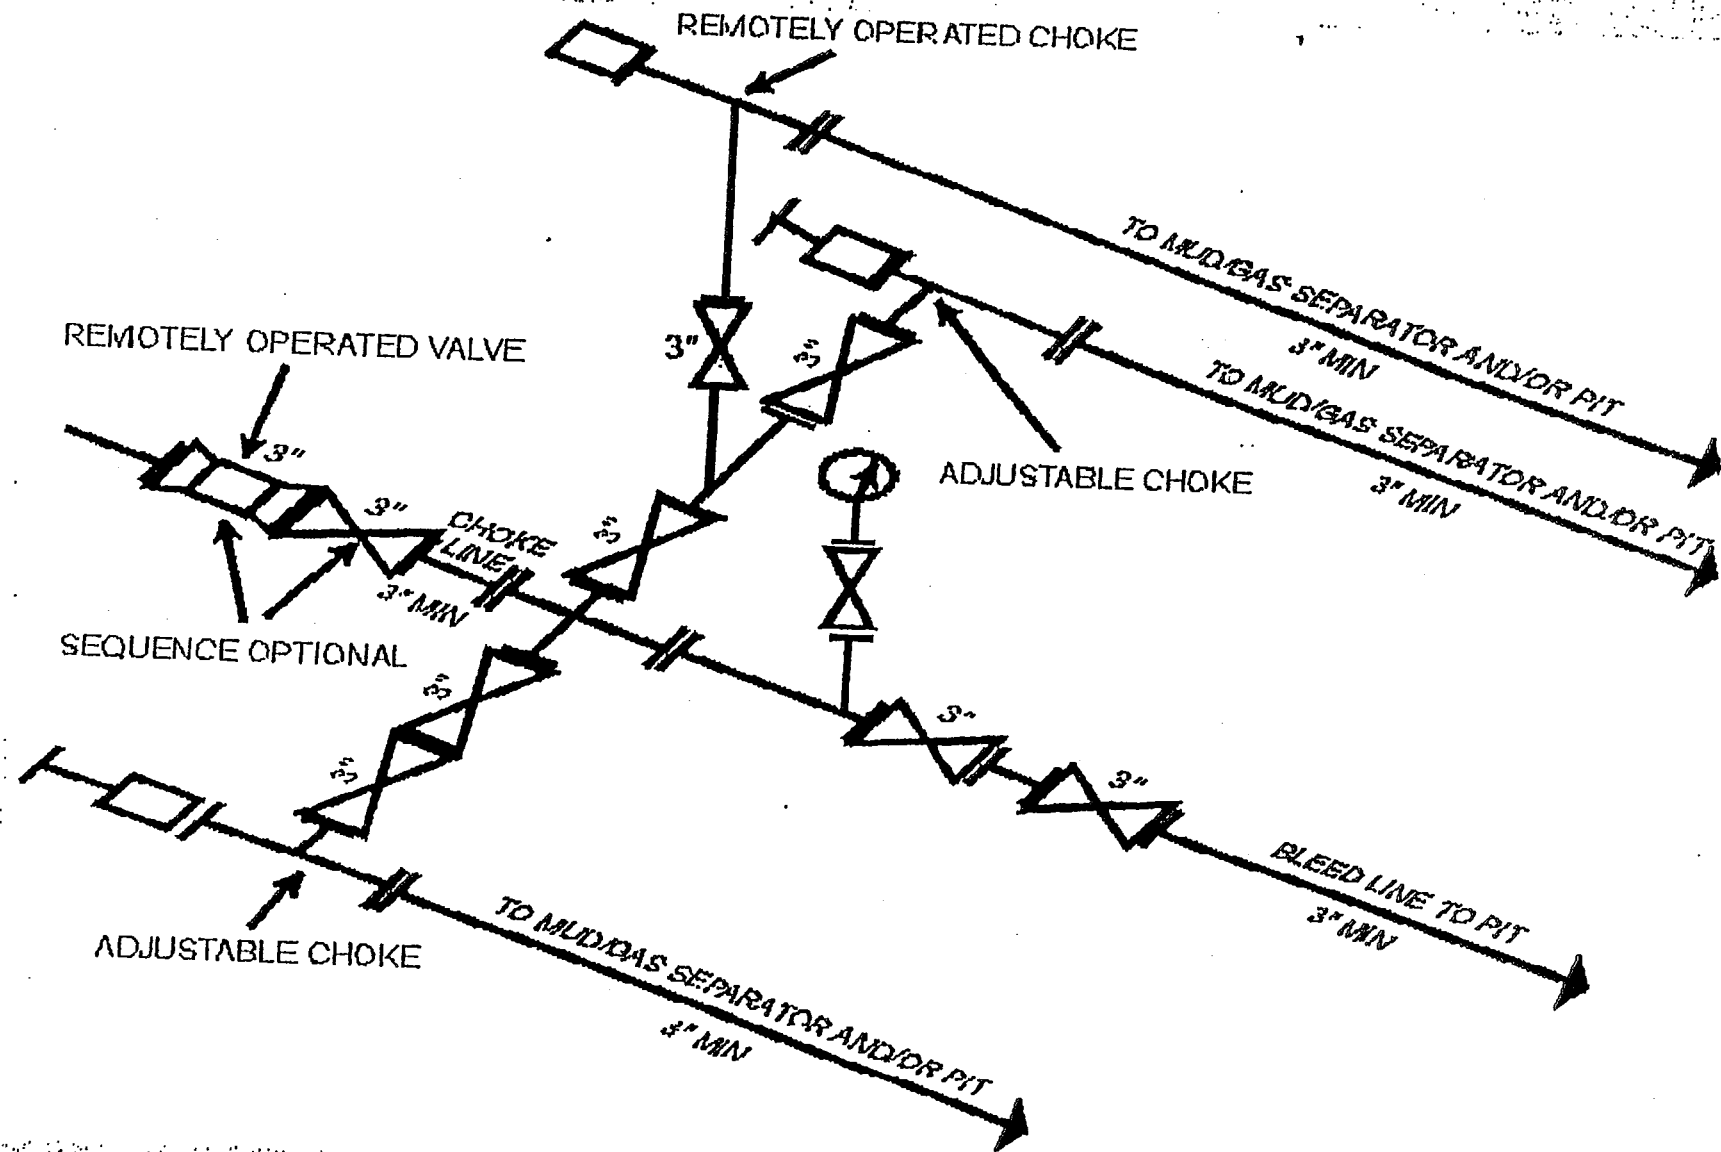 REMOTELY OPERATED CHOKE
TO MUD/GAS SEPARATOR AND/OR PIT
3" MIN
3"
3"
TO MUD/GAS SEPARATOR AND/OR PIT
3" MIN
REMOTELY OPERATED VALVE
ADJUSTABLE CHOKE
3"
3"
CHOKE
LINE
3" MIN
3"
SEQUENCE OPTIONAL
3"
3"
3"
3"
BLEED LINE TO PIT
3" MIN
ADJUSTABLE CHOKE
TO MUD/GAS SEPARATOR AND/OR PIT
3" MIN